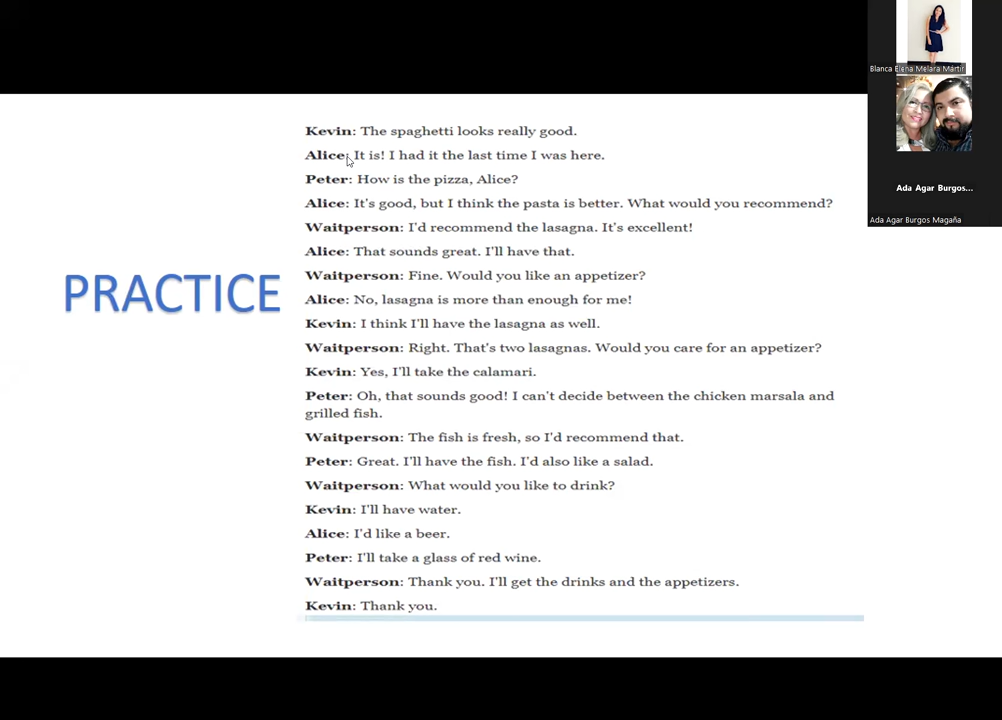 Blanca Elena Melara Mártir
Ada Agar Burgos...
Ada Agar Burgos Magaña
PRACTICE
Kevin: The spaghetti looks really good.
Alice: It is! I had it the last time I was here.
Peter: How is the pizza, Alice?
Alice: It's good, but I think the pasta is better. What would you recommend?
Waitperson: I'd recommend the lasagna. It's excellent!
Alice: That sounds great. I'll have that.
Waitperson: Fine. Would you like an appetizer?
Alice: No, lasagna is more than enough for me!
Kevin: I think I'll have the lasagna as well.
Waitperson: Right. That's two lasagnas. Would you care for an appetizer?
Kevin: Yes, I'll take the calamari.
Peter: Oh, that sounds good! I can't decide between the chicken marsala and
grilled fish.
Waitperson: The fish is fresh, so I'd recommend that.
Peter: Great. I'll have the fish. I'd also like a salad.
Waitperson: What would you like to drink?
Kevin: I'll have water.
Alice: I'd like a beer.
Peter: I'll take a glass of red wine.
Waitperson: Thank you. I'll get the drinks and the appetizers.
Kevin: Thank you.